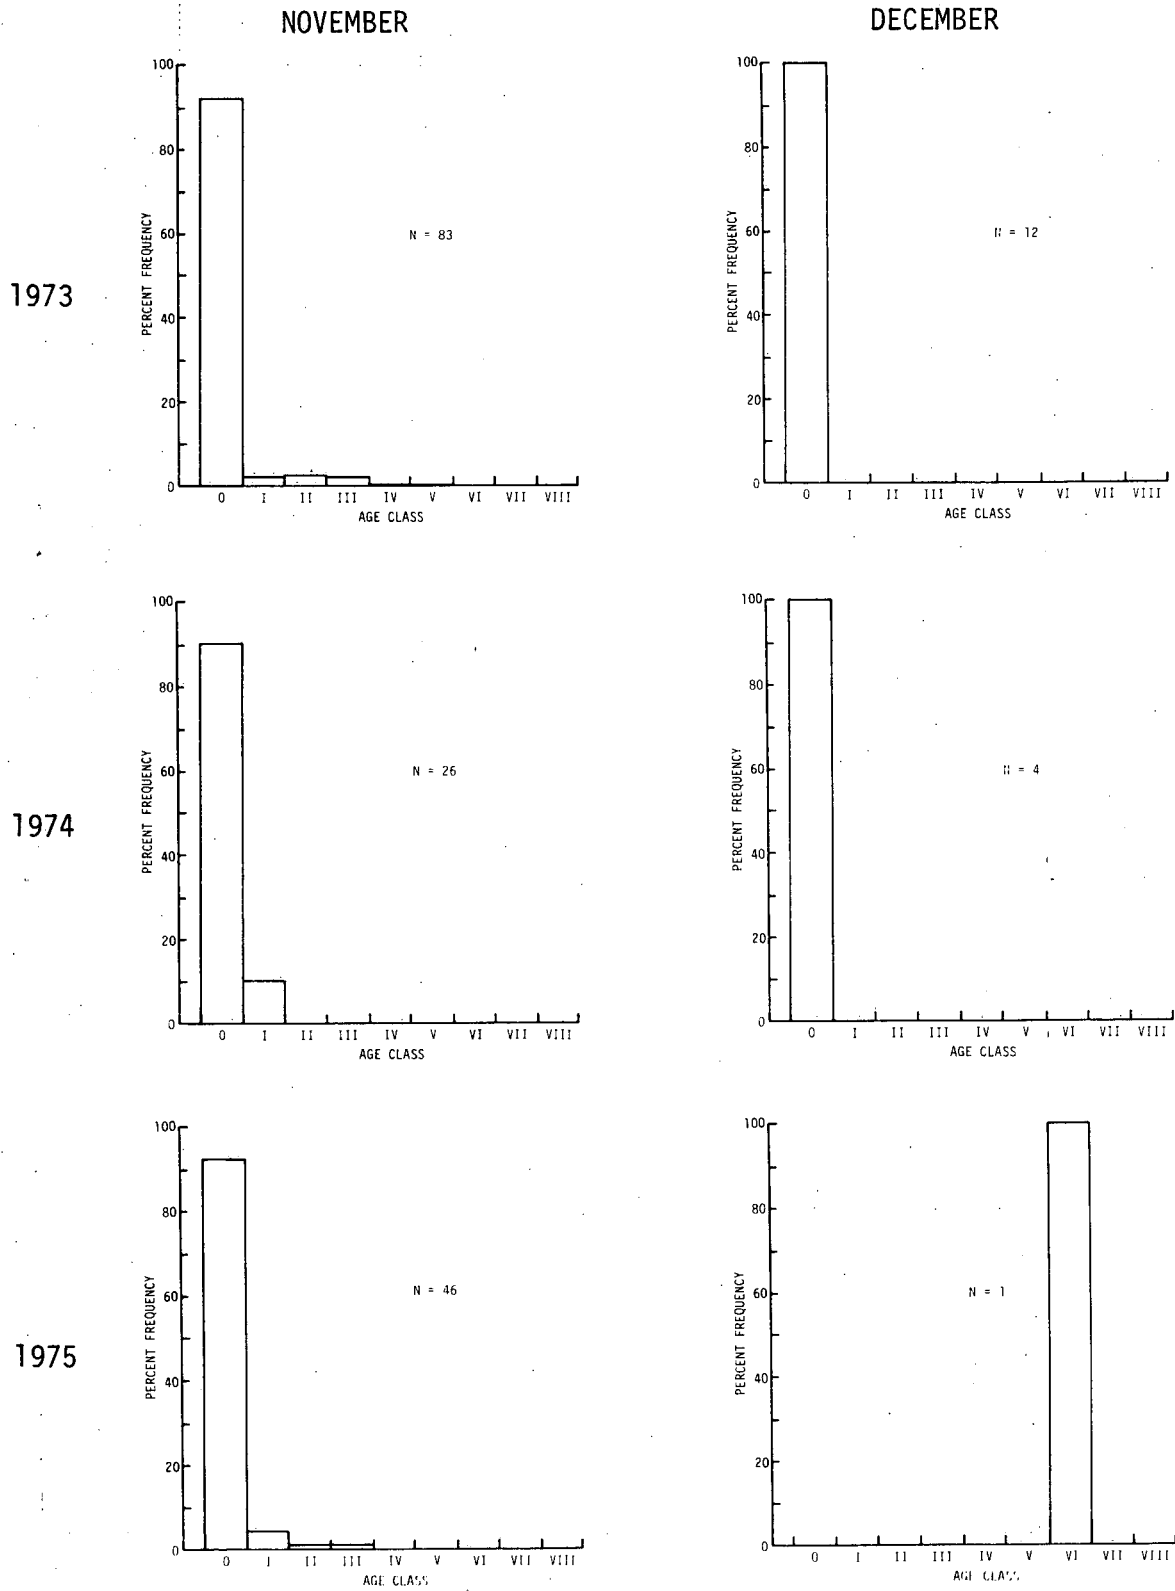 NOVEMBER
DECEMBER
1973
PERCENT FREQUENCY
100
80
60
40
20
0
N = 83
0 I II III IV V VI VII VIII
AGE CLASS
PERCENT FREQUENCY
100
80
60
40
20
0
N = 12
0 I II III IV V VI VII VIII
AGE CLASS
1974
PERCENT FREQUENCY
100
80
60
40
20
0
N = 26
0 I II III IV V VI VII VIII
AGE CLASS
PERCENT FREQUENCY
100
80
60
40
20
0
N = 4
0 I II III IV V VI VII VIII
AGE CLASS
1975
PERCENT FREQUENCY
100
80
60
40
20
0
N = 46
0 I II III IV V VI VII VIII
AGE CLASS
PERCENT FREQUENCY
100
80
60
40
20
0
N = 1
0 I II III IV V VI VII VIII
AGE CLASS